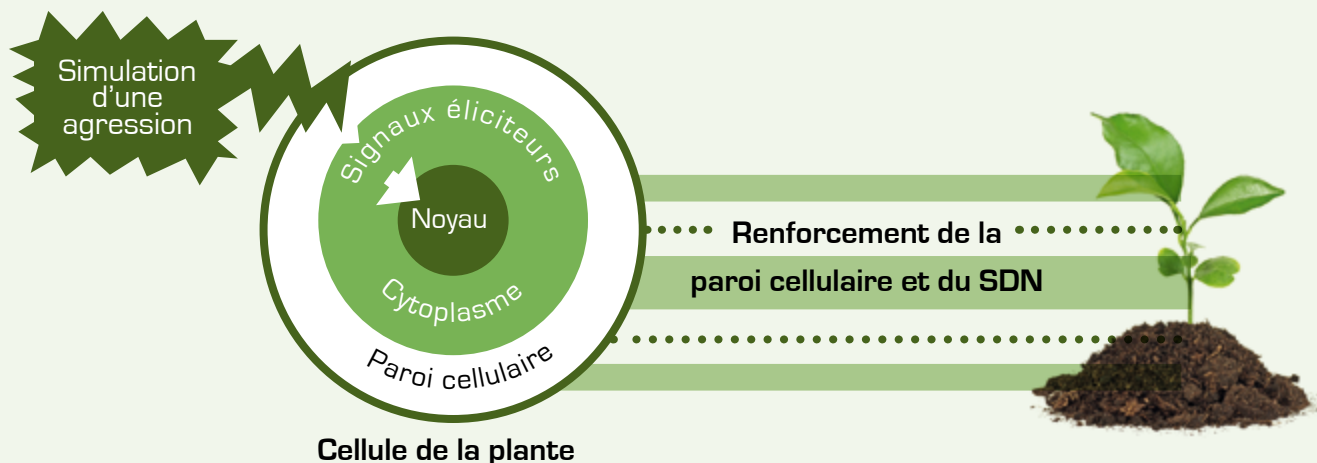 Simulation
d'une
agression
Signaux éliciteurs
Noyau
Cytoplasme
Paroi cellulaire
Cellule de la plante
Renforcement de la
paroi cellulaire et du SDN